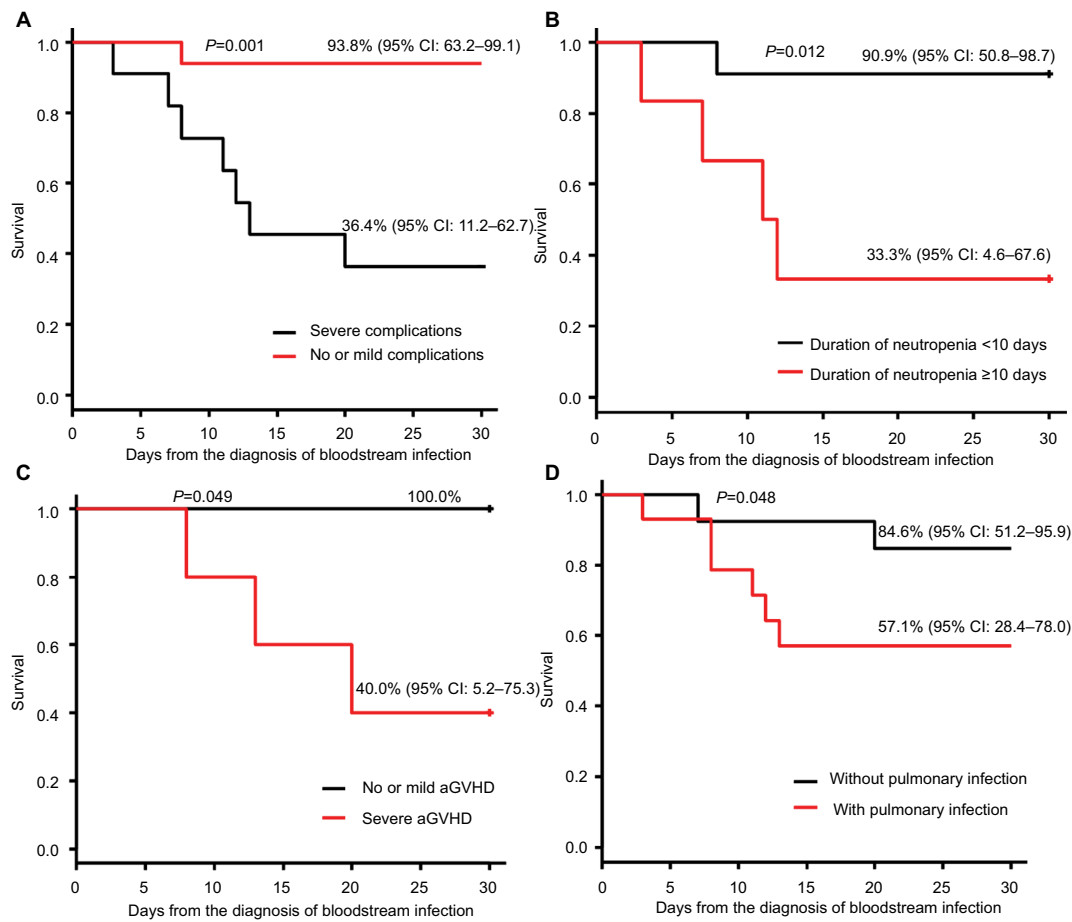 A
P=0.001
93.8% (95% CI: 63.2–99.1)
1.0
0.8
0.6
0.4
0.2
0.0
Survival
36.4% (95% CI: 11.2–62.7)
Severe complications
No or mild complications
0 5 10 15 20 25 30
Days from the diagnosis of bloodstream infection
B
P=0.012
90.9% (95% CI: 50.8–98.7)
1.0
0.8
0.6
0.4
0.2
0.0
Survival
33.3% (95% CI: 4.6–67.6)
Duration of neutropenia <10 days
Duration of neutropenia ≥10 days
0 5 10 15 20 25 30
Days from the diagnosis of bloodstream infection
C
P=0.049
100.0%
1.0
0.8
0.6
0.4
0.2
0.0
Survival
40.0% (95% CI: 5.2–75.3)
No or mild aGVHD
Severe aGVHD
0 5 10 15 20 25 30
Days from the diagnosis of bloodstream infection
D
P=0.048
84.6% (95% CI: 51.2–95.9)
1.0
0.8
0.6
0.4
0.2
0.0
Survival
57.1% (95% CI: 28.4–78.0)
Without pulmonary infection
With pulmonary infection
0 5 10 15 20 25 30
Days from the diagnosis of bloodstream infection